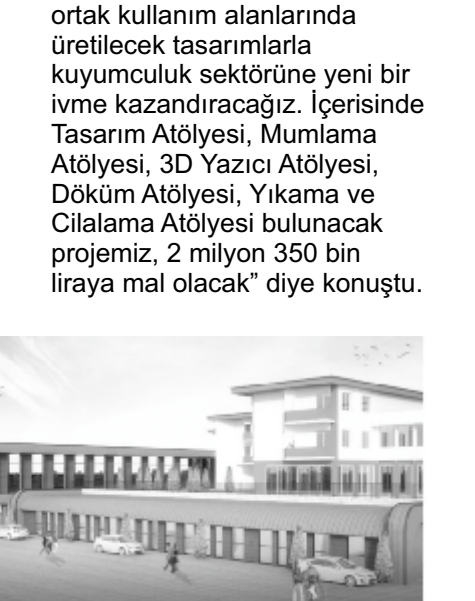 ortak kullanım alanlarında
üretilecek tasarımlarla
kuyumculuk sektörüne yeni bir
ivme kazandıracağız. İçerisinde
Tasarım Atölyesi, Mumlama
Atölyesi, 3D Yazıcı Atölyesi,
Döküm Atölyesi, Yıkama ve
Cilalama Atölyesi bulunacak
projemiz, 2 milyon 350 bin
liraya mal olacak” diye konuştu.